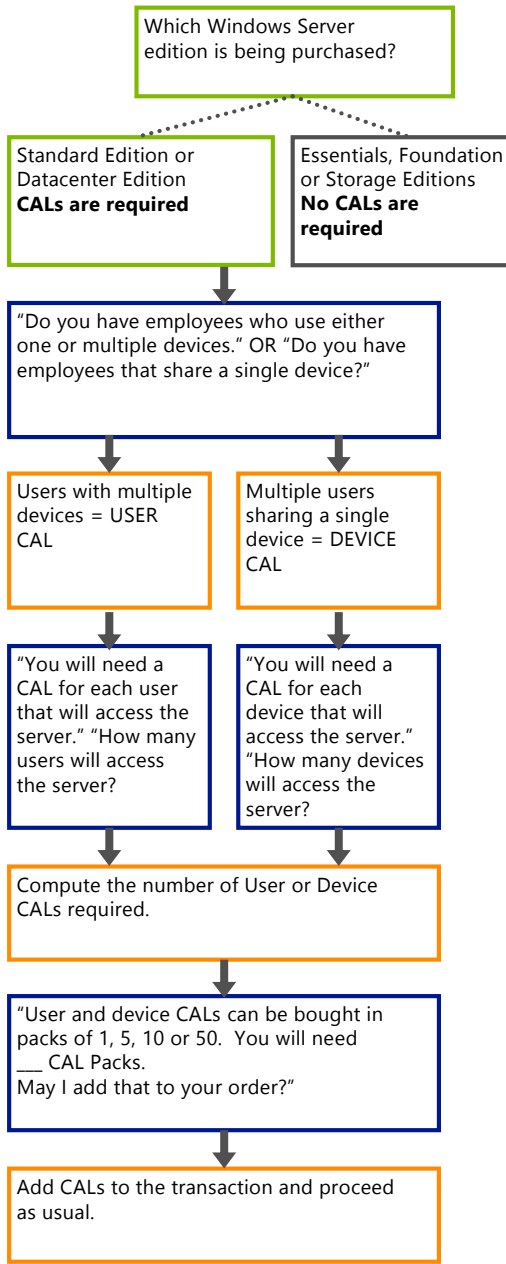 Which Windows Server
edition is being purchased?
Standard Edition or
Datacenter Edition
CALs are required
Essentials, Foundation
or Storage Editions
No CALs are
required
“Do you have employees who use either
one or multiple devices.” OR “Do you have
employees that share a single device?”
Users with multiple
devices = USER
CAL
Multiple users
sharing a single
device = DEVICE
CAL
“You will need a
CAL for each user
that will access the
server.” “How many
users will access
the server?
“You will need a
CAL for each
device that will
access the server.”
“How many devices
will access the
server?
Compute the number of User or Device
CALs required.
“User and device CALs can be bought in
packs of 1, 5, 10 or 50.  You will need
___ CAL Packs.
May I add that to your order?”
Add CALs to the transaction and proceed
as usual.